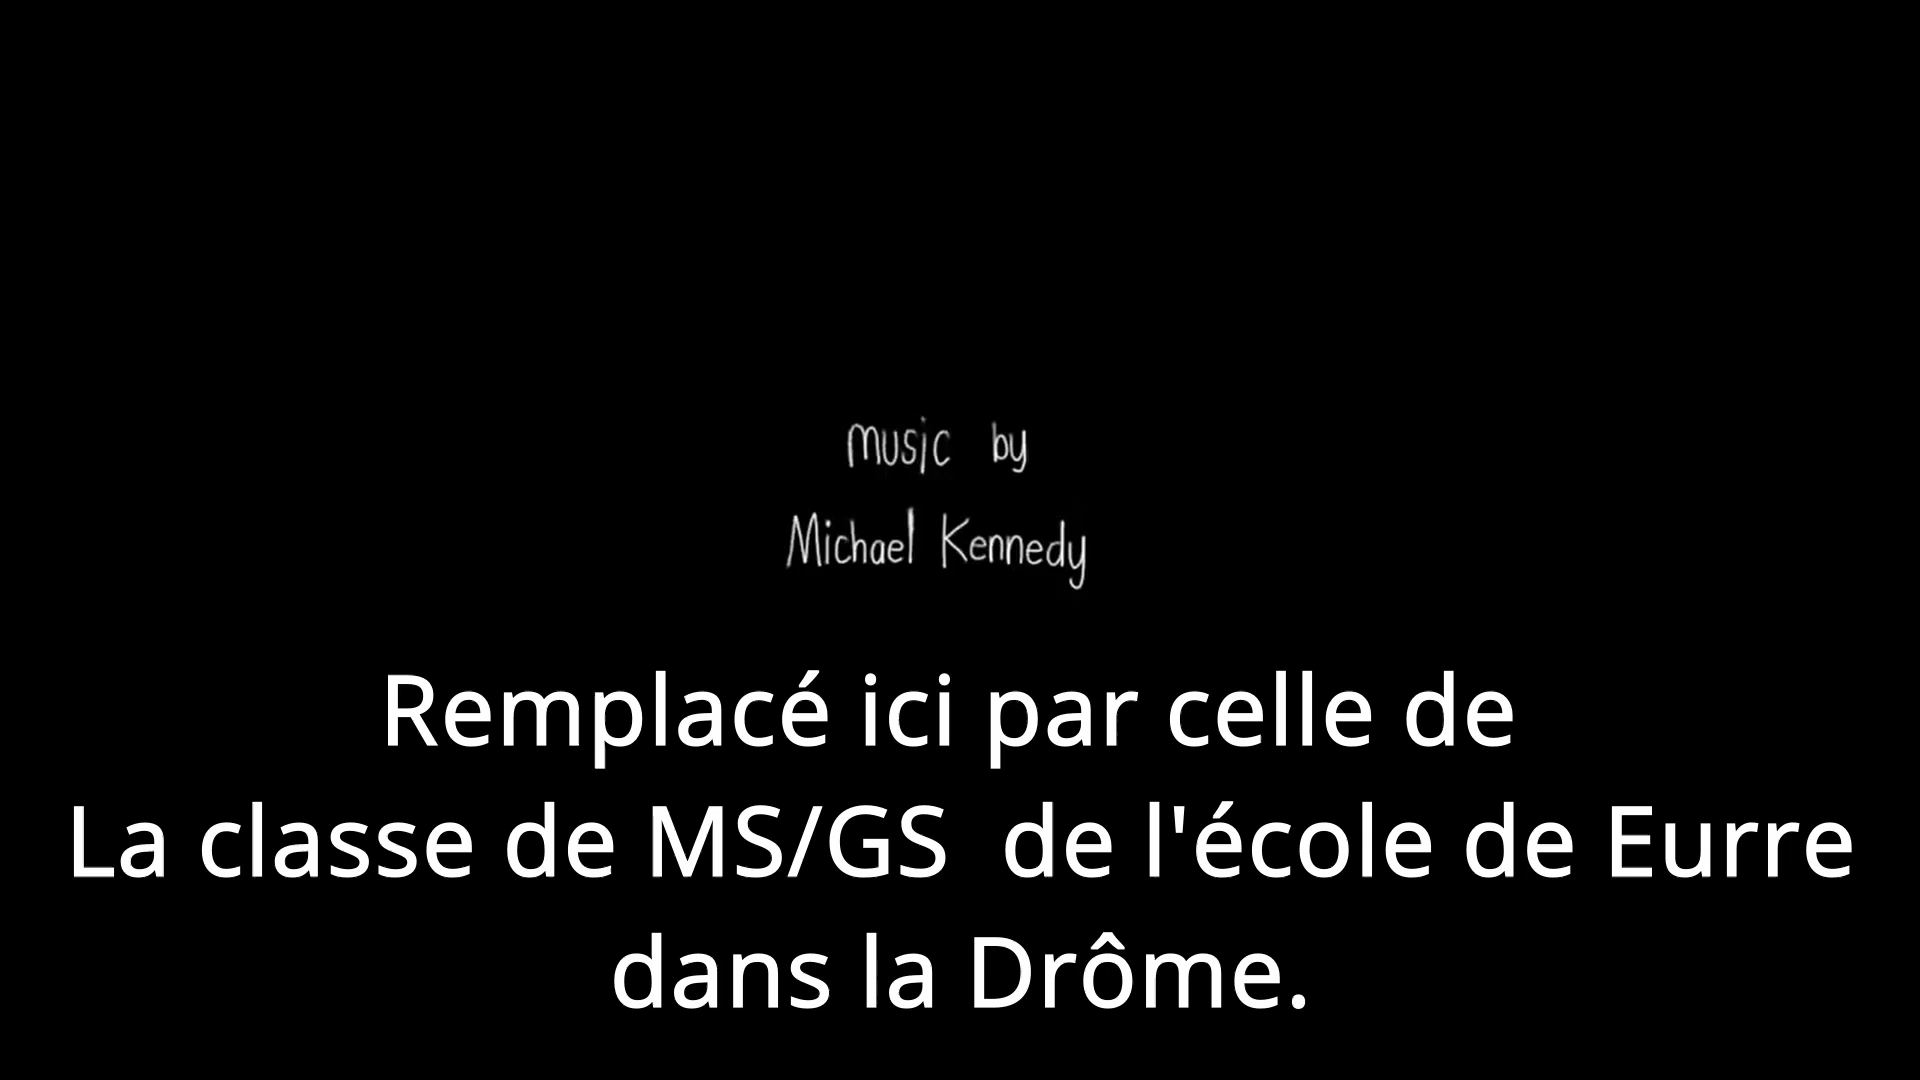 music by
Michael Kennedy
Remplacé ici par celle de
La classe de MS/GS  de l'école de Eurre
dans la Drôme.